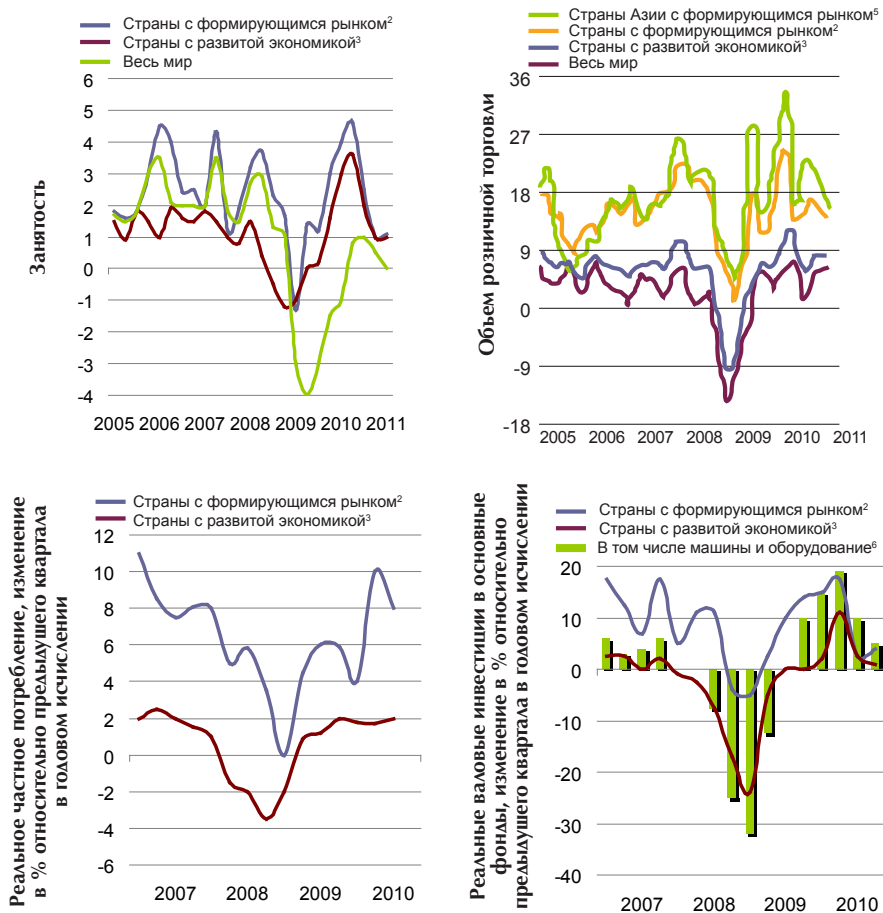 Страны с формирующимся рынком²
Страны с развитой экономикой³
Весь мир
Занятость
6
5
4
3
2
1
0
-1
-2
-3
-4
2005 2006 2007 2008 2009 2010 2011
Страны Азии с формирующимся рынком⁵
Страны с формирующимся рынком²
Страны с развитой экономикой³
Весь мир
Объем розничной торговли
36
27
18
9
0
-9
-18
2005 2006 2007 2008 2009 2010 2011
Реальное частное потребление, изменение
в % относительно предыдущего квартала
в годовом исчислении
Страны с формирующимся рынком²
Страны с развитой экономикой³
12
10
8
6
4
2
0
-2
-4
-6
2007 2008 2009 2010
Реальные валовые инвестиции в основные
фонды, изменение в % относительно
предыдущего квартала в годовом исчислении
Страны с формирующимся рынком²
Страны с развитой экономикой³
В том числе машины и оборудование⁶
20
10
0
-10
-20
-30
-40
2007 2008 2009 2010